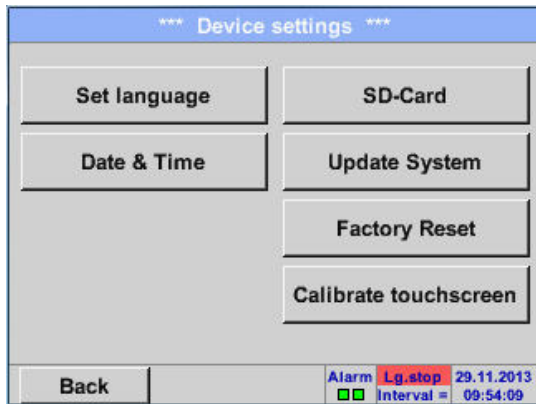 *** Device settings ***
Set language
SD-Card
Date & Time
Update System
Factory Reset
Calibrate touchscreen
Back
Alarm
Lg.stop
29.11.2013
Interval =
09:54:09